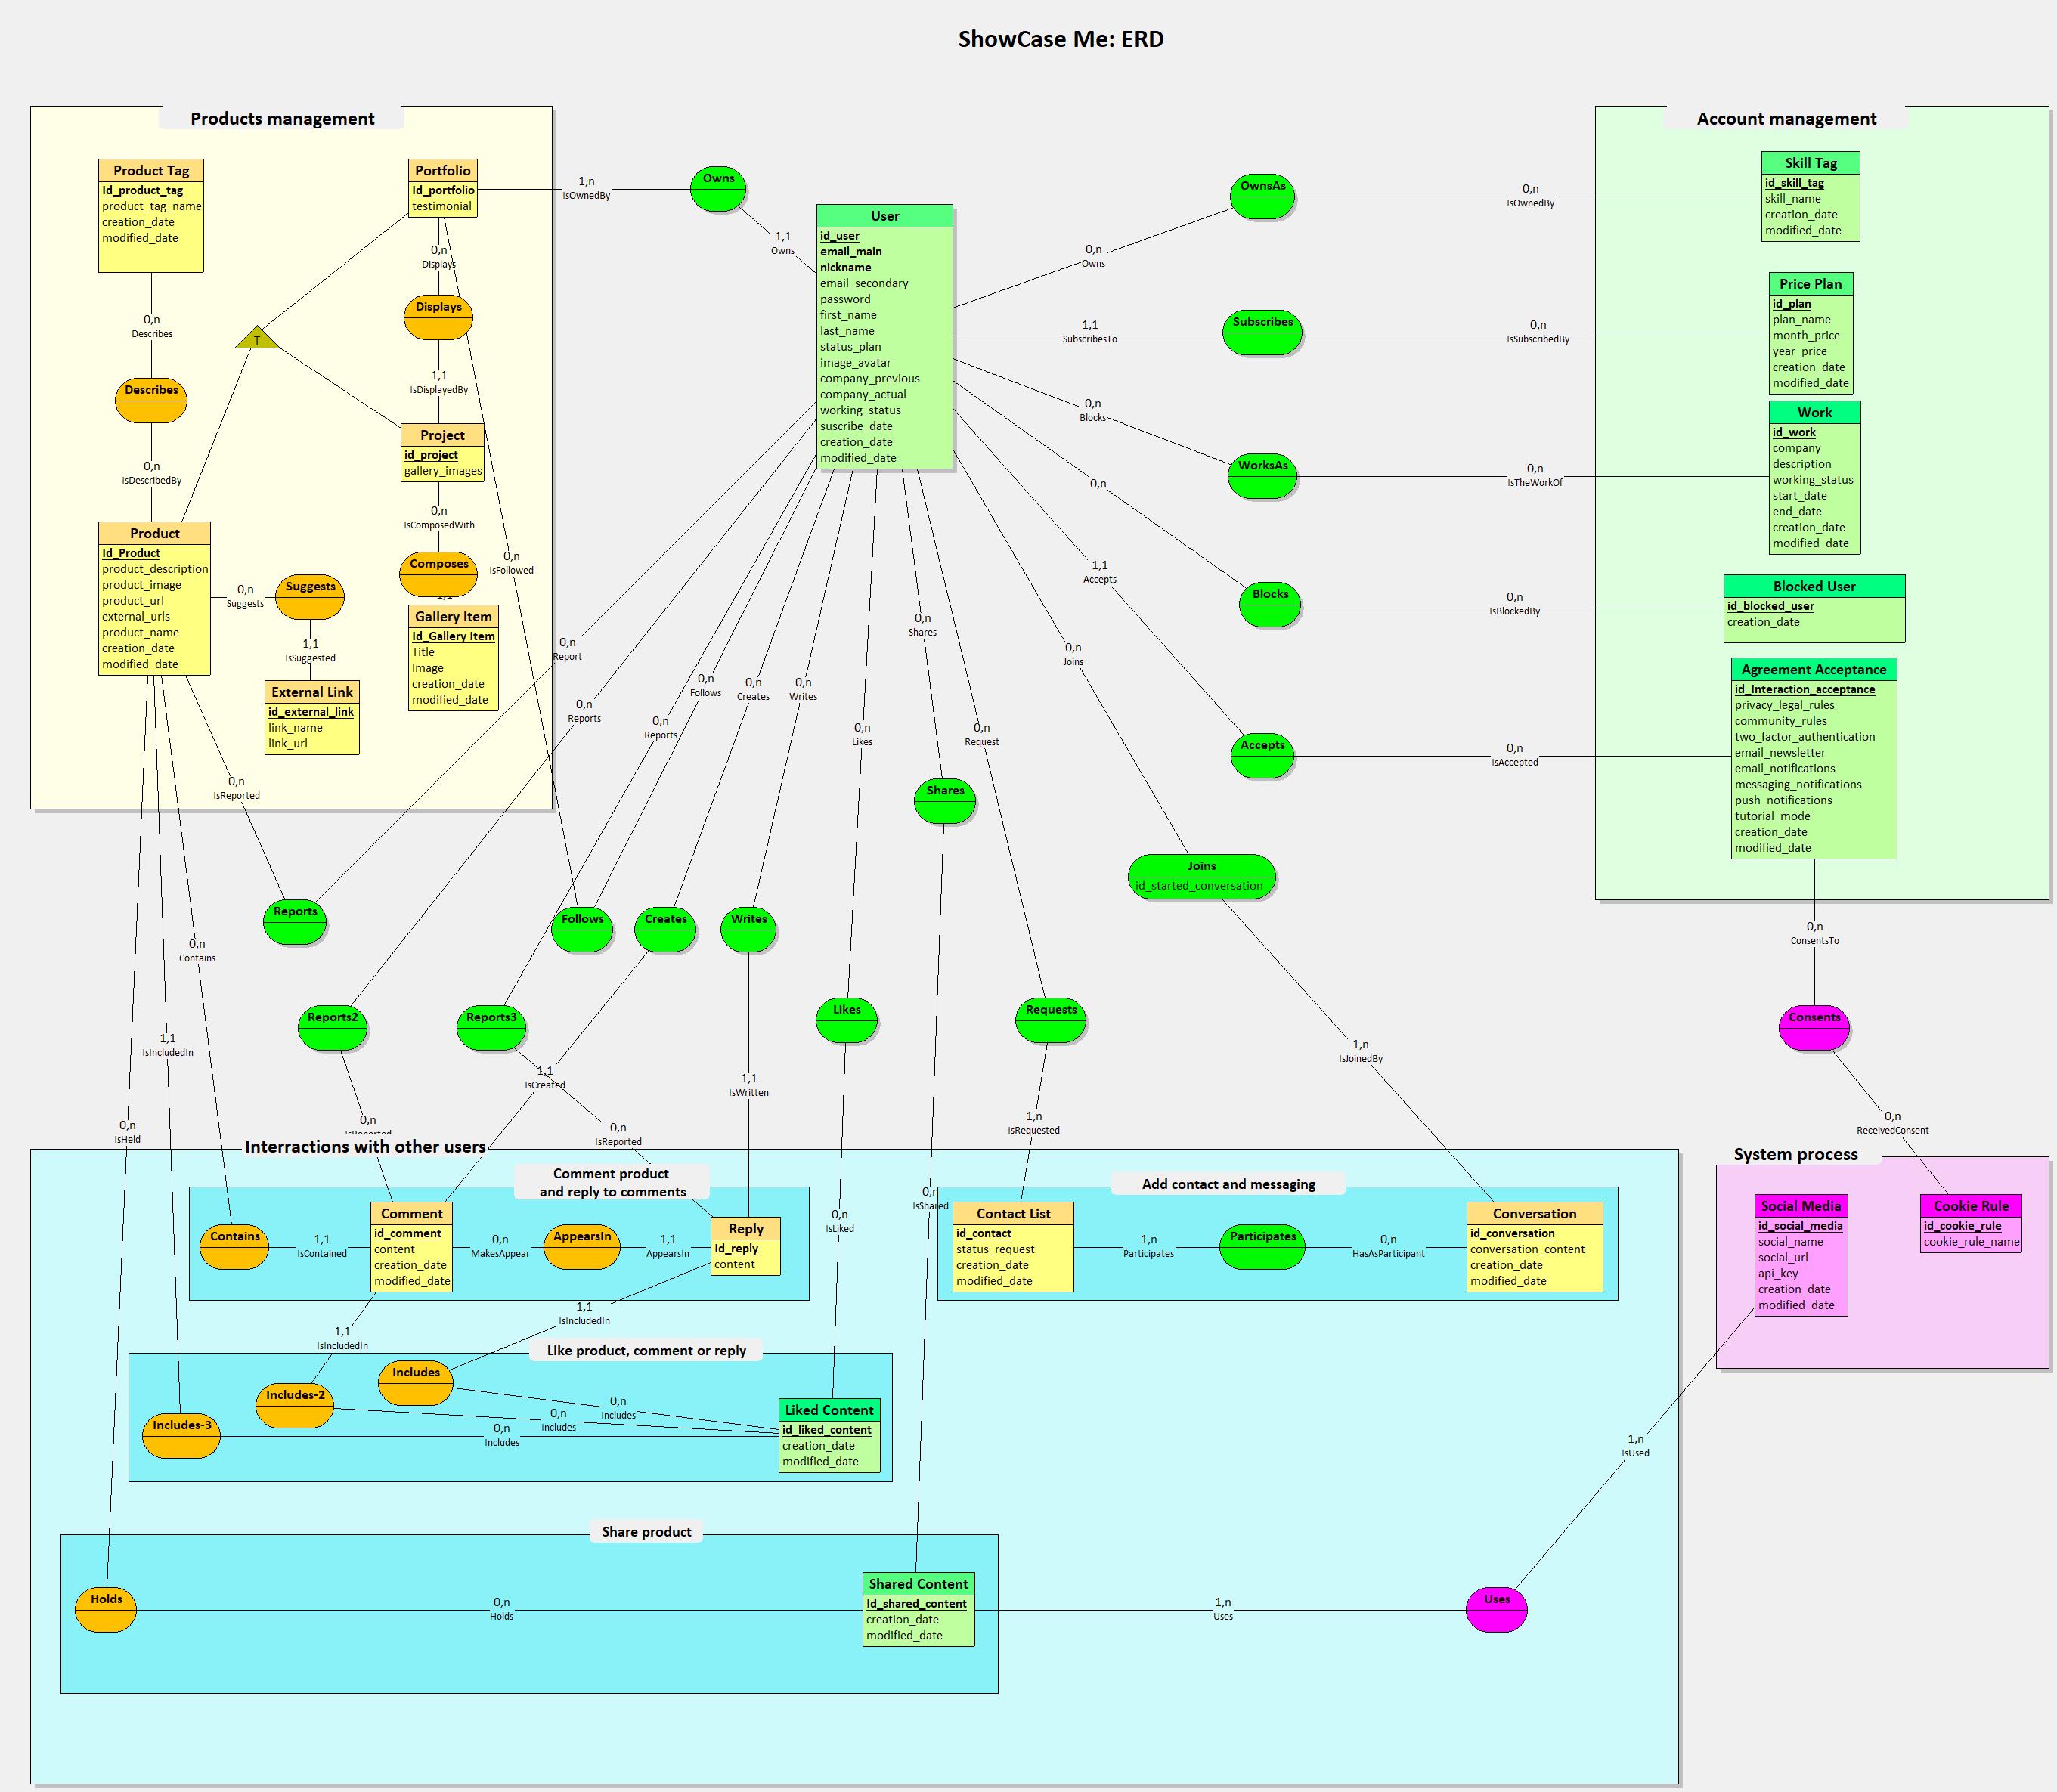 ShowCase Me: ERD
Products management
Product Tag
Id_product_tag
product_tag_name
creation_date
modified_date
Portfolio
Id_portfolio
testimonial
1,n
IsOwnedBy
Owns
1,1
Owns
0,n
Displays
Displays
1,1
IsDisplayedBy
0,n
Describes
Describes
0,n
IsDescribedBy
T
Project
id_project
gallery_images
0,n
IsComposedWith
Composes
Gallery Item
Id_Gallery Item
Title
Image
creation_date
modified_date
Product
Id_Product
product_description
product_image
product_url
external_urls
product_name
creation_date
modified_date
0,n
Suggests
Suggests
1,1
IsSuggested
External Link
id_external_link
link_name
link_url
0,n
IsFollowed
0,n
IsReported
User
id_user
email_main
nickname
email_secondary
password
first_name
last_name
status_plan
image_avatar
company_previous
company_actual
working_status
suscribe_date
creation_date
modified_date
Account management
OwnsAs
0,n
Owns
0,n
IsOwnedBy
Skill Tag
id_skill_tag
skill_name
creation_date
modified_date
1,1
SubscribesTo
Subscribes
0,n
IsSubscribedBy
Price Plan
id_plan
plan_name
month_price
year_price
creation_date
modified_date
0,n
Blocks
WorksAs
0,n
IsTheWorkOf
Work
id_work
company
description
working_status
start_date
end_date
creation_date
modified_date
0,n
Blocks
0,n
IsBlockedBy
Blocked User
id_blocked_user
creation_date
1,1
Accepts
Accepts
0,n
IsAccepted
Agreement Acceptance
id_Interaction_acceptance
privacy_legal_rules
community_rules
two_factor_authentication
email_newsletter
email_notifications
messaging_notifications
push_notifications
tutorial_mode
creation_date
modified_date
0,n
Report
0,n
Reports
0,n
Reports
0,n
Follows
0,n
Creates
0,n
Writes
0,n
Likes
0,n
Shares
0,n
Request
0,n
Joins
Shares
Joins
id_started_conversation
Reports
Follows
Creates
Writes
0,n
Contains
0,n
ConsentsTo
Reports2
Reports3
Likes
Requests
Consents
1,1
IsIncludedIn
1,1
IsCreated
1,1
IsWritten
1,n
IsJoinedBy
0,n
IsHeld
0,n
IsReported
0,n
IsReported
1,n
IsRequested
0,n
ReceivedConsent
Interractions with other users
System process
Comment product
and reply to comments
Contains
1,1
IsContained
Comment
id_comment
content
creation_date
modified_date
0,n
MakesAppear
AppearsIn
1,1
AppearsIn
Reply
Id_reply
content
0,n
IsLiked
0,n
IsShared
Add contact and messaging
Contact List
id_contact
status_request
creation_date
modified_date
1,n
Participates
Participates
0,n
HasAsParticipant
Conversation
id_conversation
conversation_content
creation_date
modified_date
Social Media
id_social_media
social_name
social_url
api_key
creation_date
modified_date
Cookie Rule
id_cookie_rule
cookie_rule_name
1,1
IsIncludedIn
1,1
IsIncludedIn
Like product, comment or reply
Includes
Includes-2
Includes-3
0,n
Includes
0,n
Includes
0,n
Includes
Liked Content
id_liked_content
creation_date
modified_date
1,n
IsUsed
Share product
Holds
0,n
Holds
Shared Content
Id_shared_content
creation_date
modified_date
1,n
Uses
Uses